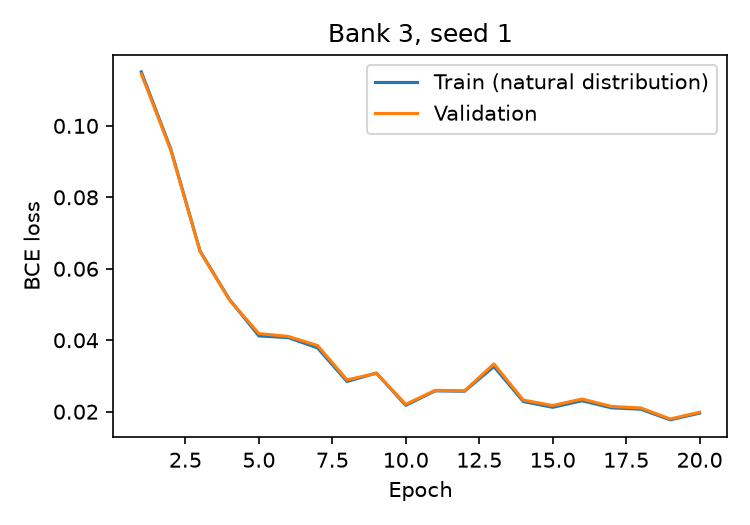 Bank 3, seed 1
Train (natural distribution)
Validation
BCE loss
0.10
0.08
0.06
0.04
0.02
2.5 5.0 7.5 10.0 12.5 15.0 17.5 20.0
Epoch